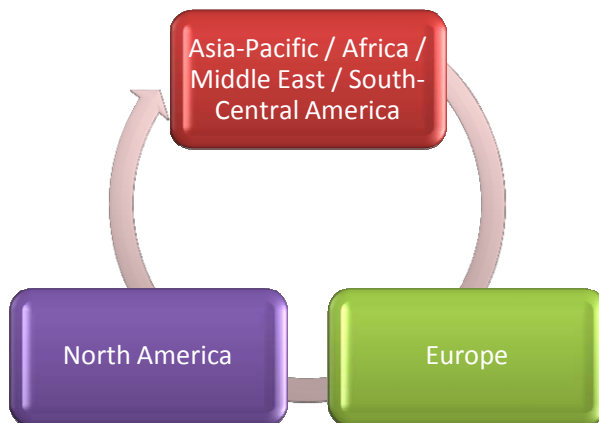 Asia-Pacific / Africa /
Middle East / South-
Central America
North America
Europe